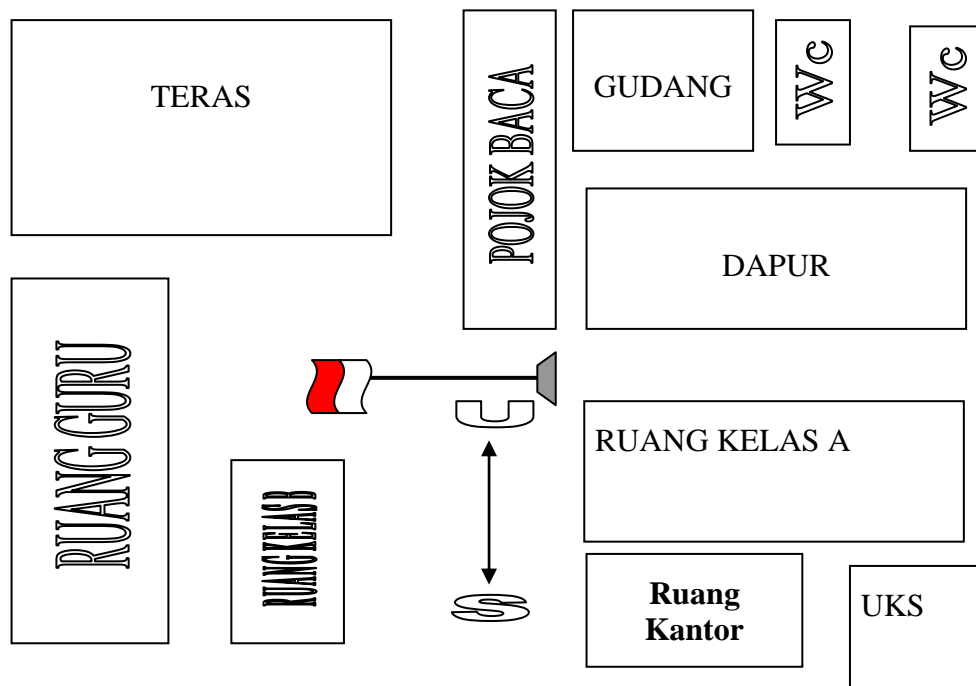 TERAS
POJOK BACA
GUDANG
Wc
Wc
DAPUR
RUANG GURU
U
RUANG KELAS A
RUANG KELAS B
S
Ruang
Kantor
UKS